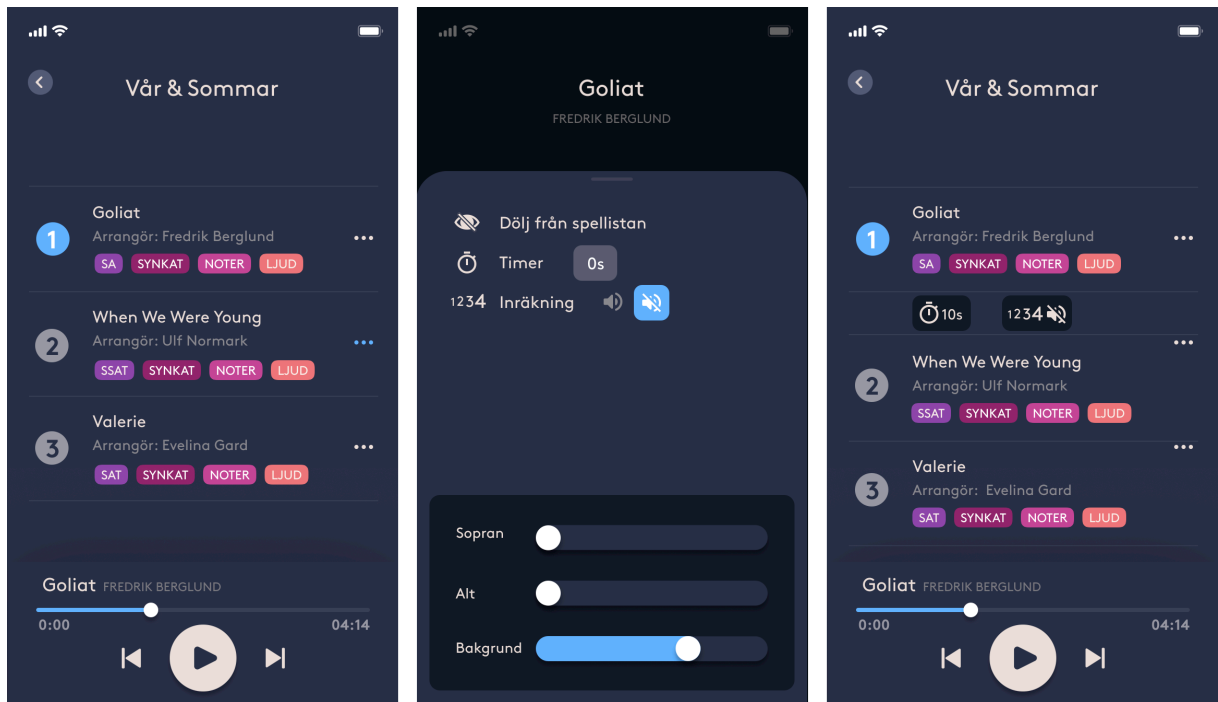 Vår & Sommar
1
Goliat
Arrangör: Fredrik Berglund
SA SYNKAT NOTER LJUD
2
When We Were Young
Arrangör: Ulf Normark
SSAT SYNKAT NOTER LJUD
3
Valerie
Arrangör: Evelina Gard
SAT SYNKAT NOTER LJUD
Goliat FREDRIK BERGLUND
0:00 04:14
Goliat
FREDRIK BERGLUND
Dölj från spellistan
Timer 0s
1234 Inräkning
Sopran
Alt
Bakgrund
Vår & Sommar
1
Goliat
Arrangör: Fredrik Berglund
SA SYNKAT NOTER LJUD
10s 1234
2
When We Were Young
Arrangör: Ulf Normark
SSAT SYNKAT NOTER LJUD
3
Valerie
Arrangör: Evelina Gard
SAT SYNKAT NOTER LJUD
Goliat FREDRIK BERGLUND
0:00 04:14